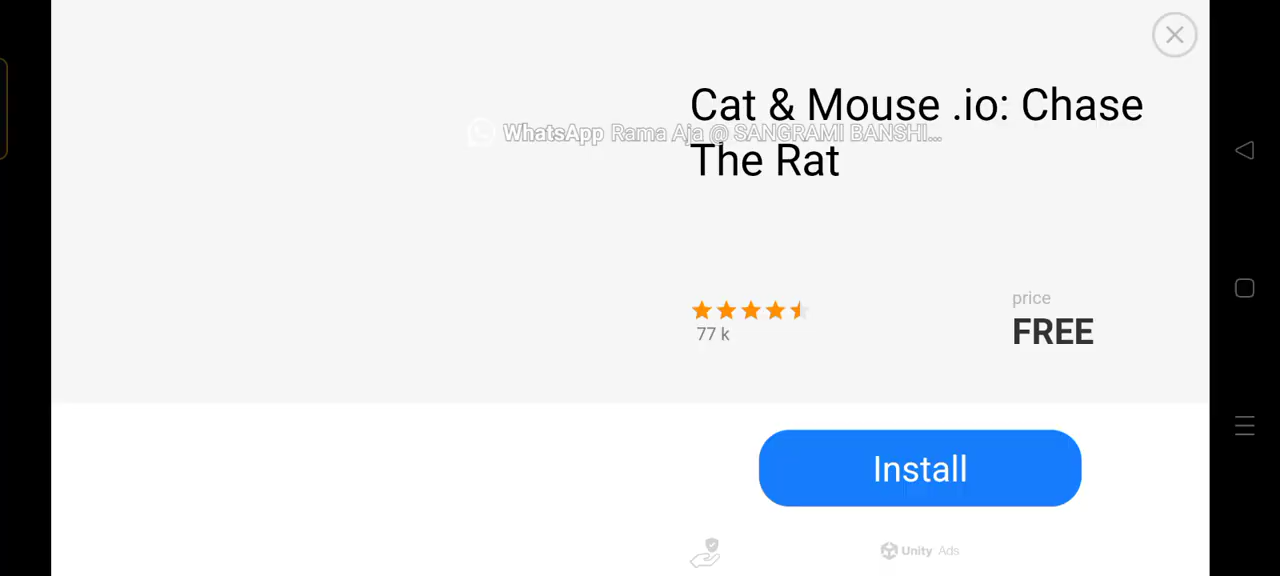 Cat & Mouse .io: Chase
WhatsApp Rama Aja @ SANGRAMI BANSHI...
The Rat
price
77 k
FREE
Install
Unity Ads